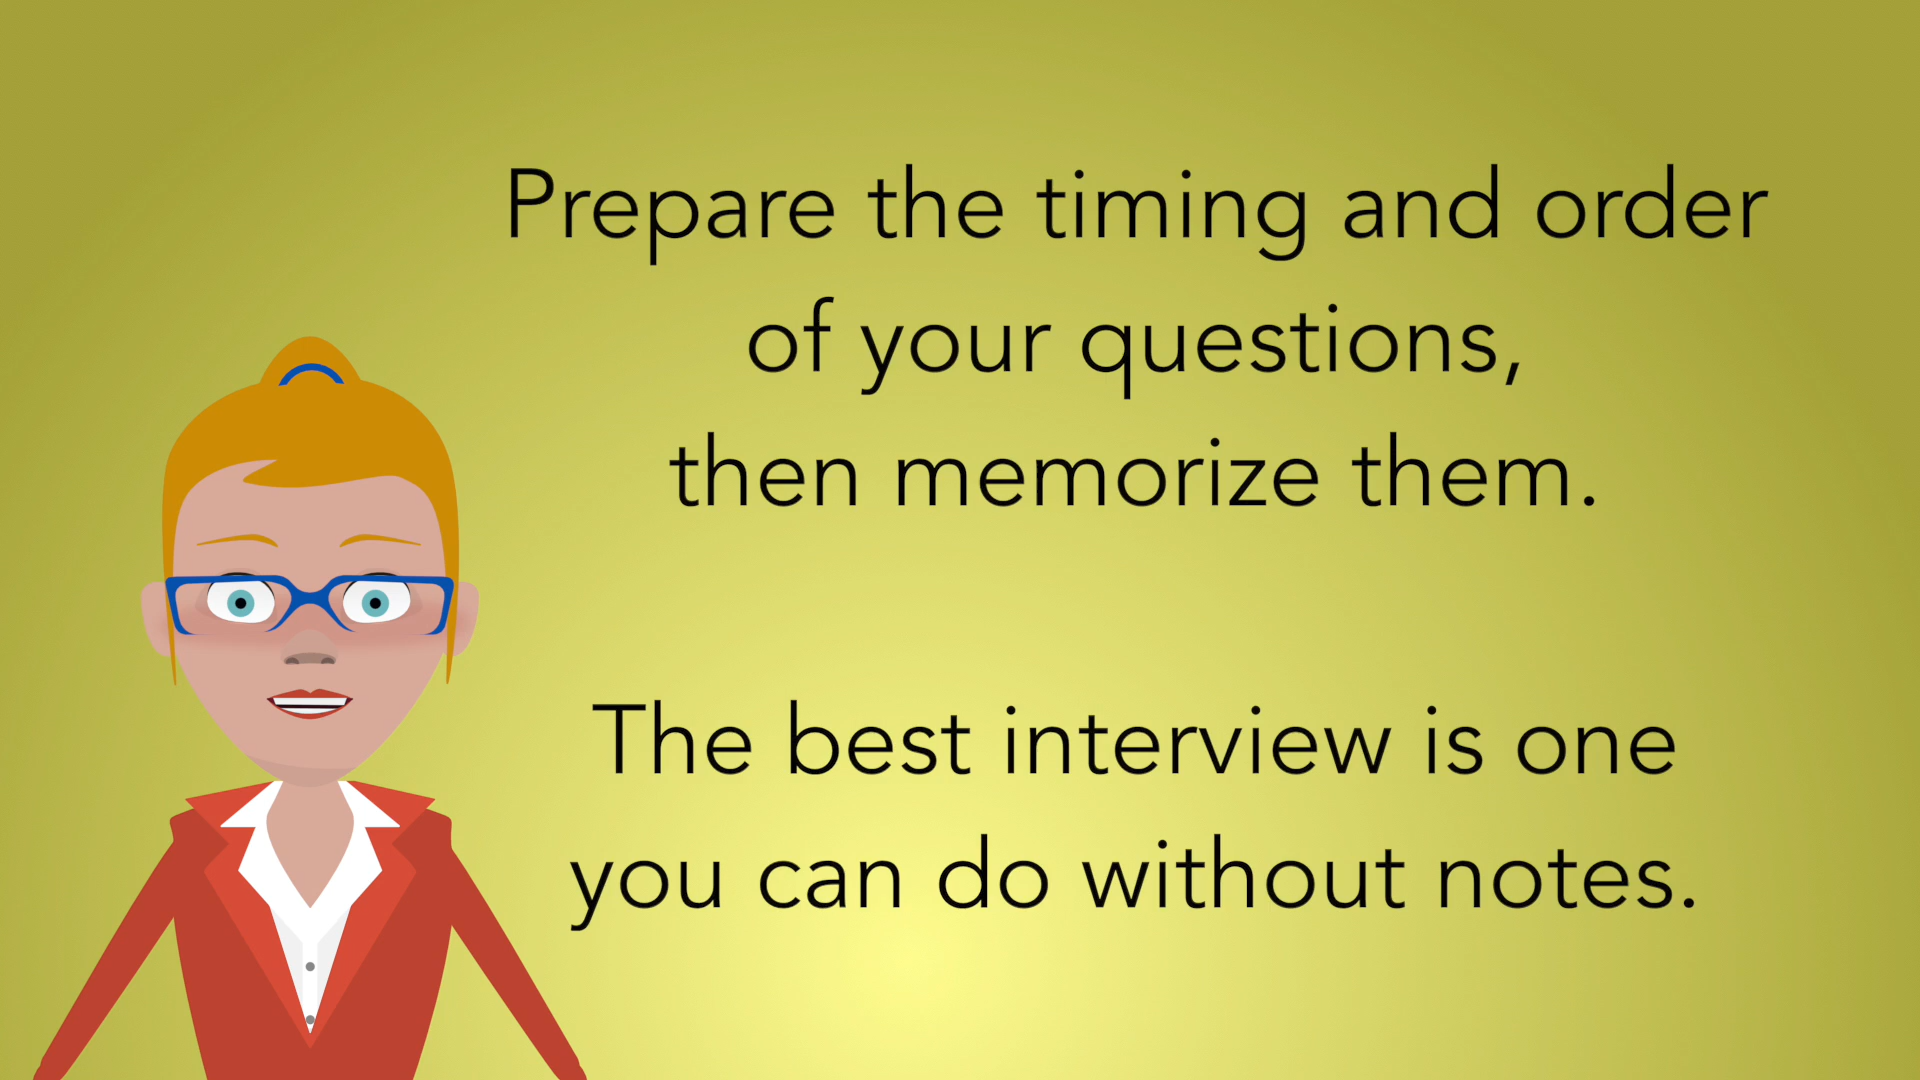 Prepare the timing and order
of your questions,
then memorize them.
The best interview is one
you can do without notes.